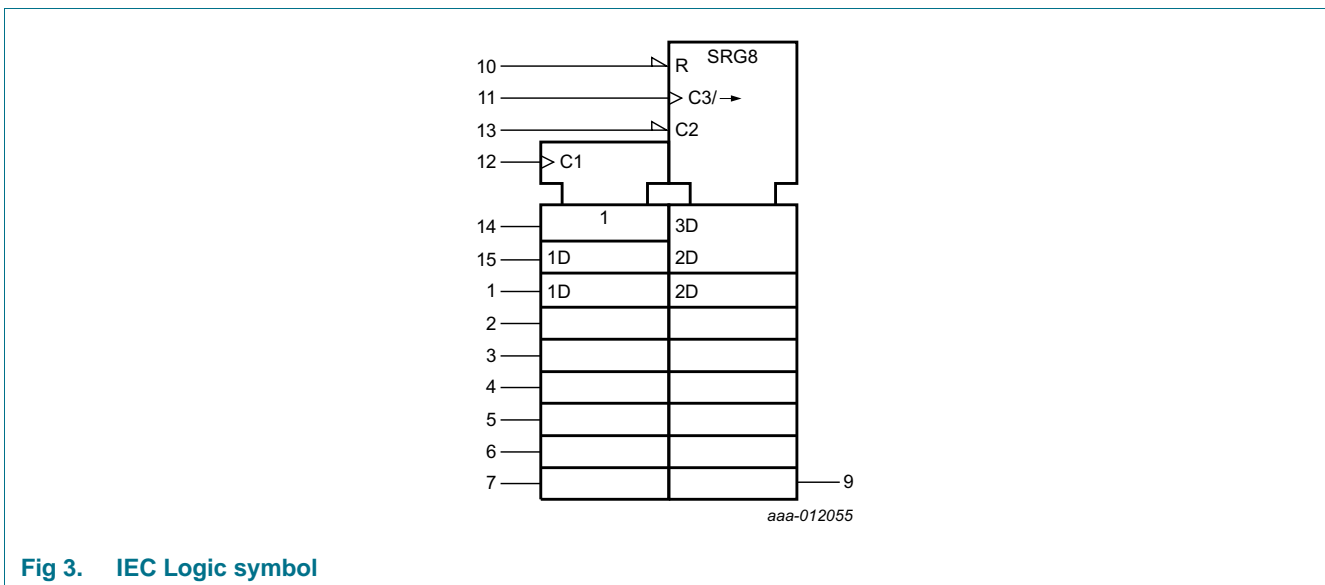 SRG8
10 R
11 C3/→
13 C2
12 C1
14 1 3D
15 1D 2D
1 1D 2D
2
3
4
5
6
7 9
aaa-012055
Fig 3. IEC Logic symbol